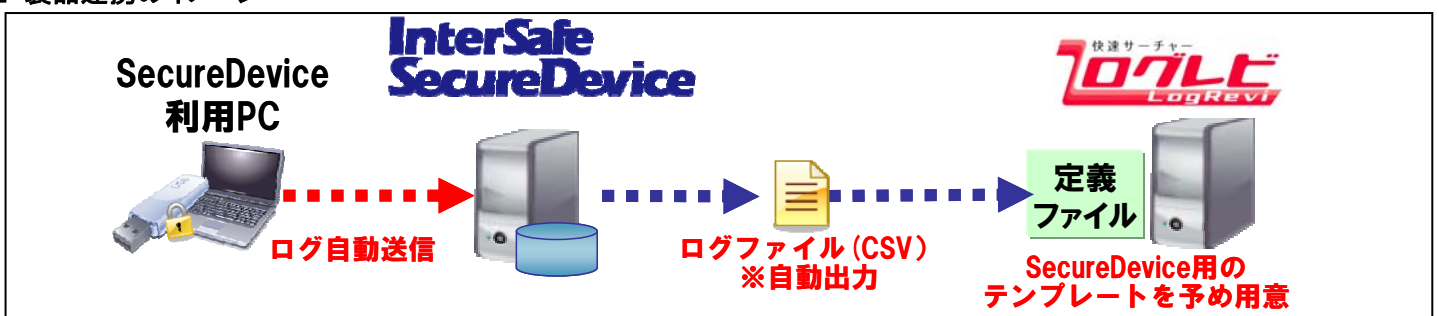 SecureDevice
利用PC
InterSafe
SecureDevice
快速サーチャー
ログレビ
LogRevi
定義
ファイル
ログ自動送信
ログファイル(CSV)
※自動出力
SecureDevice用の
テンプレートを予め用意